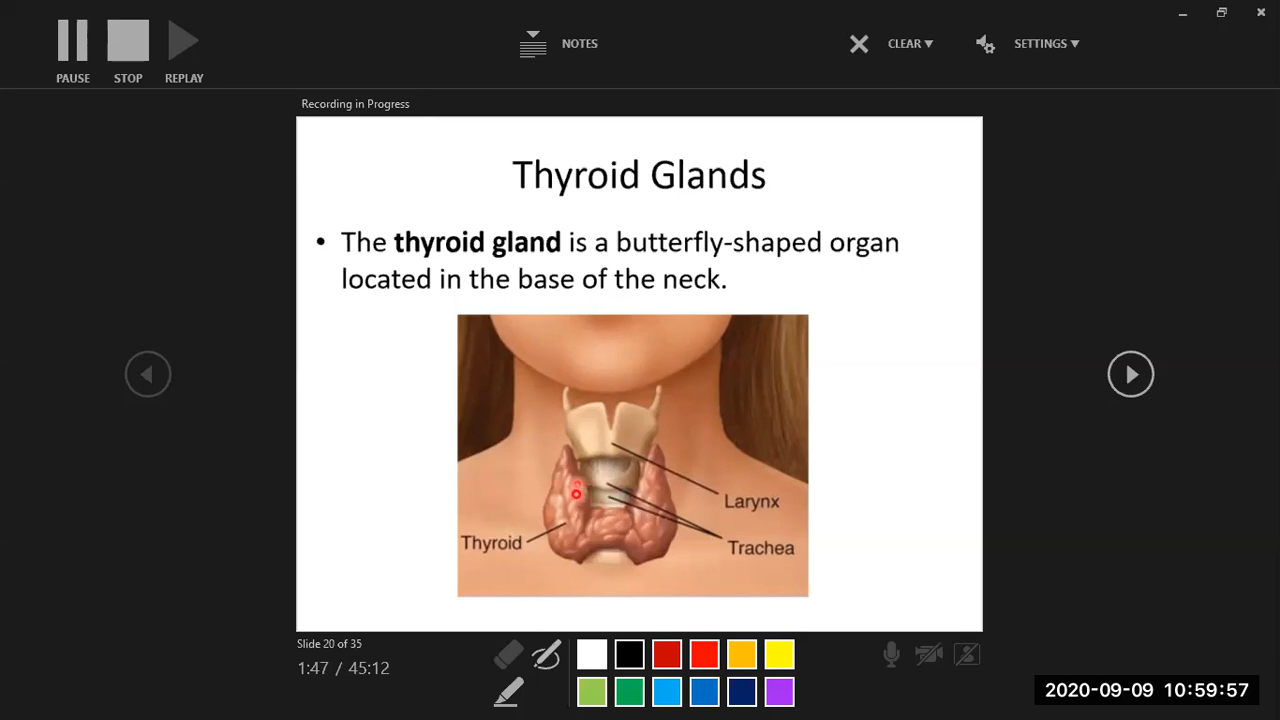 PAUSE STOP REPLAY NOTES CLEAR SETTINGS
Recording in Progress
Thyroid Glands
• The thyroid gland is a butterfly-shaped organ
located in the base of the neck.
Larynx
Thyroid
Trachea
Slide 20 of 35
1:47 / 45:12
2020-09-09 10:59:57